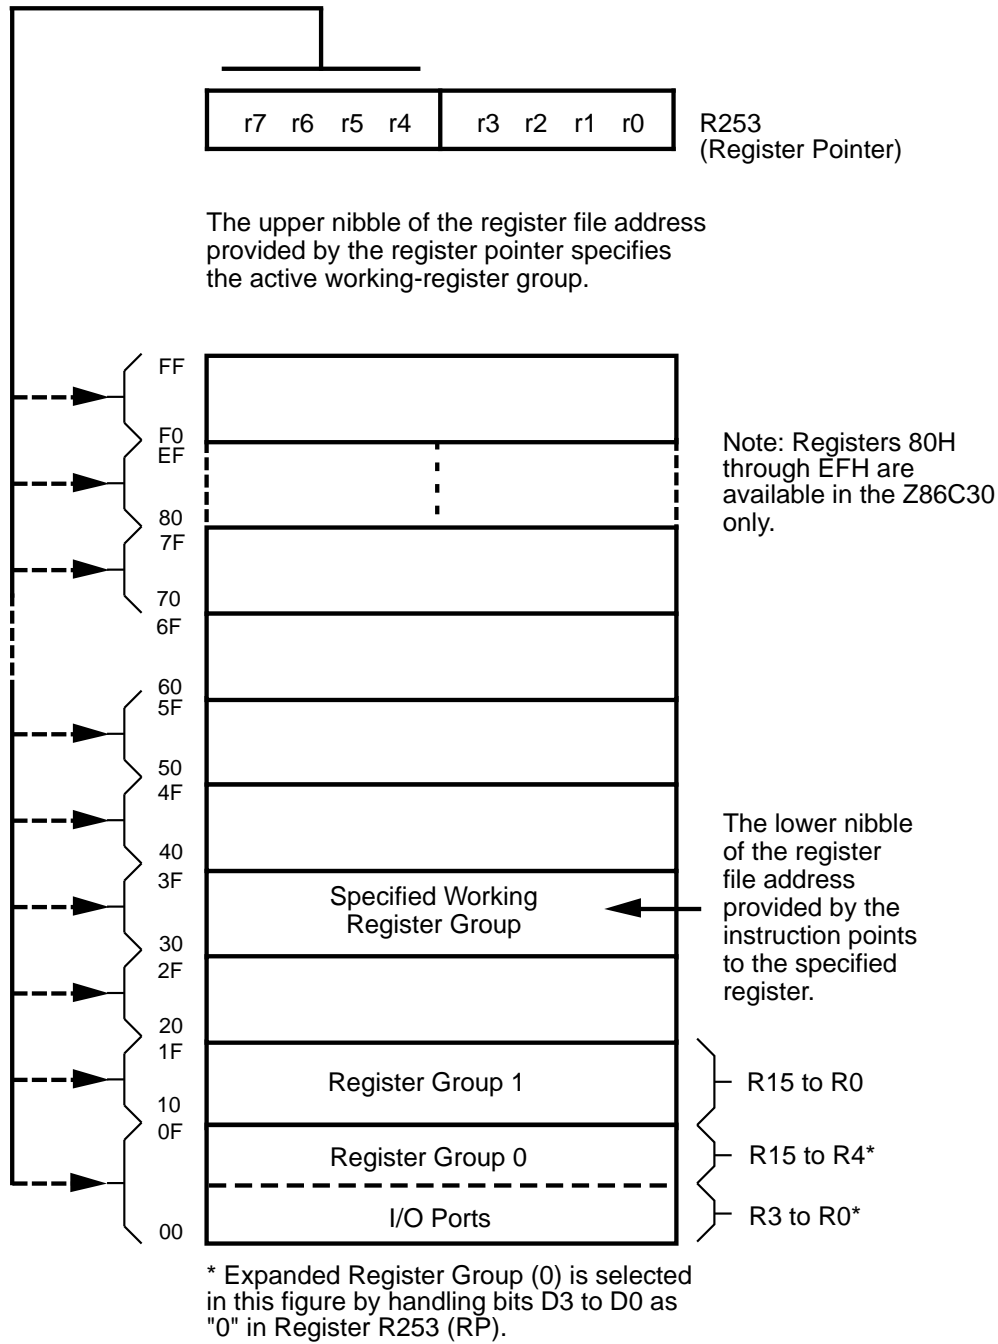 r7 r6 r5 r4 r3 r2 r1 r0
R253
(Register Pointer)
The upper nibble of the register file address
provided by the register pointer specifies
the active working-register group.
FF
F0
EF
Note: Registers 80H
through EFH are
available in the Z86C30
only.
80
7F
70
6F
60
5F
50
4F
40
3F
Specified Working
Register Group
The lower nibble
of the register
file address
provided by the
instruction points
to the specified
register.
30
2F
20
1F
Register Group 1
R15 to R0
10
0F
Register Group 0
R15 to R4*
I/O Ports
R3 to R0*
00
* Expanded Register Group (0) is selected
in this figure by handling bits D3 to D0 as
"0" in Register R253 (RP).